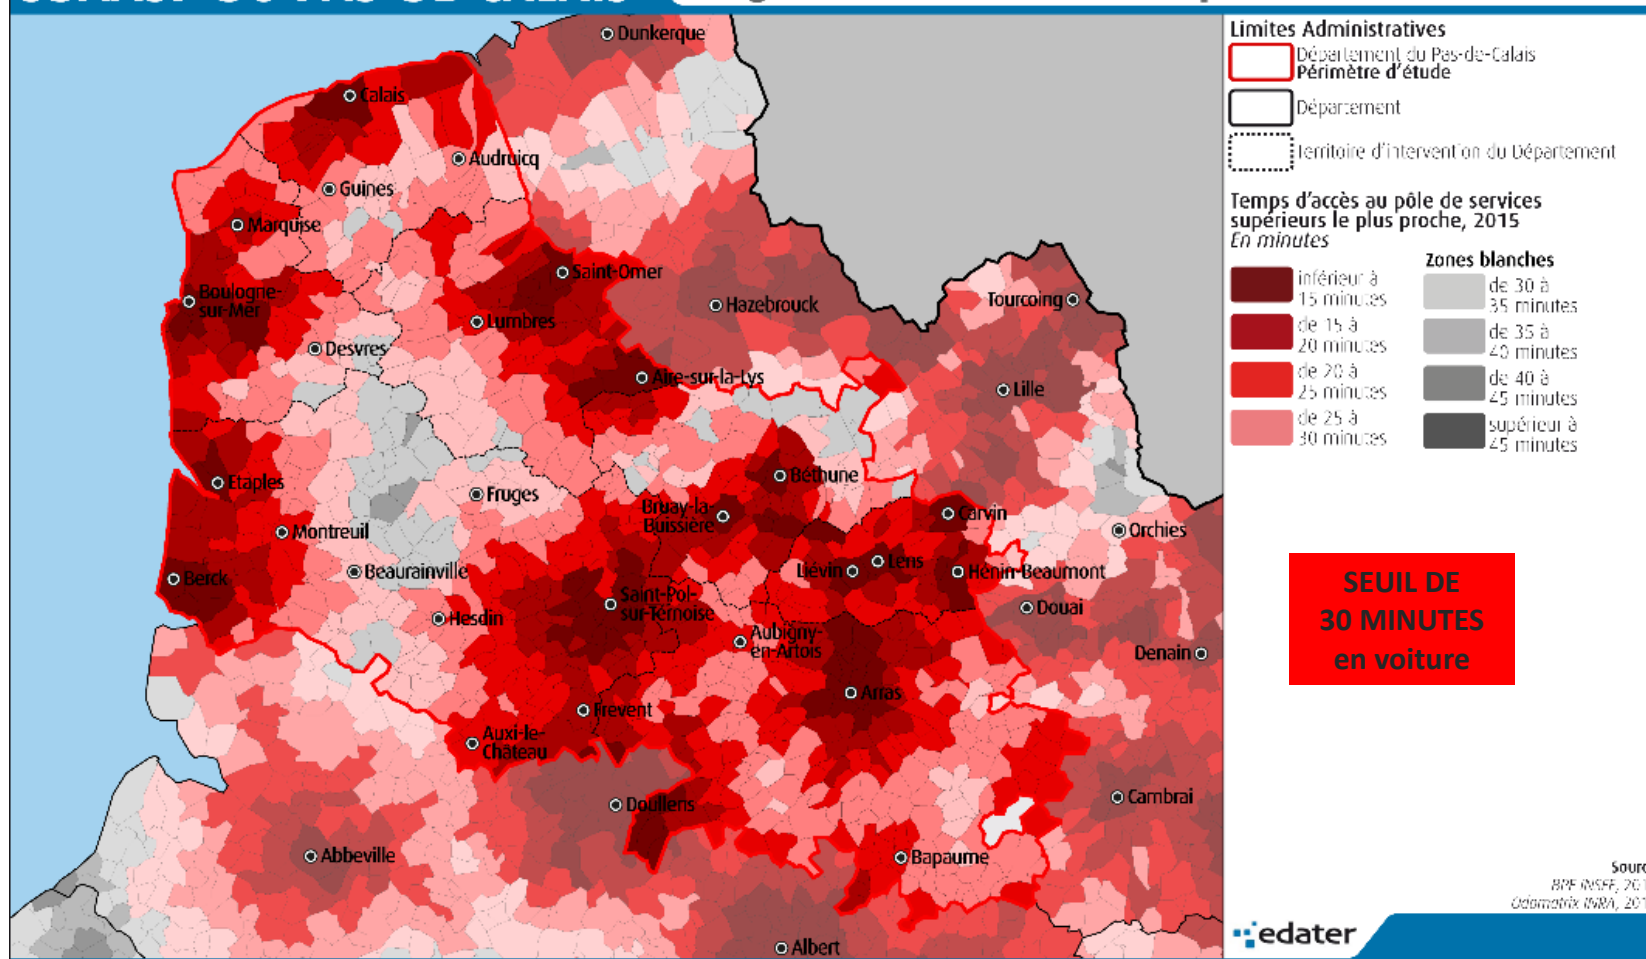 Limites Administratives
Département du Pas-de-Calais
Périmètre d'étude
Département
Territoire d'intervention du Département
Temps d'accès au pôle de services
supérieurs le plus proche, 2015
En minutes
inférieur à
15 minutes
de 15 à
20 minutes
de 20 à
25 minutes
de 25 à
30 minutes
Zones blanches
de 30 à
35 minutes
de 35 à
40 minutes
de 40 à
45 minutes
supérieur à
45 minutes
SEUIL DE
30 MINUTES
en voiture
Dunkerque
Calais
Audruicq
Guines
Marquise
Saint-Omer
Boulogne-
sur-Mer
Hazebrouck
Tourcoing
Lumbres
Desvres
Aire-sur-la-Lys
Lille
Béthune
Etaples
Fruges
Bruay-la-
Buissière
Carvin
Montreuil
Orchies
Berck
Beaurainville
Liévin
Lens
Hénin-Beaumont
Saint-Pol-
sur-Ternoise
Hesdin
Douai
Aubigny-
en-Artois
Denain
Arras
Frévent
Auxi-le-
Château
Doullens
Cambrai
Abbeville
Bapaume
Albert
BPE INSEE, 201
Odomatrix INRA, 201
edater